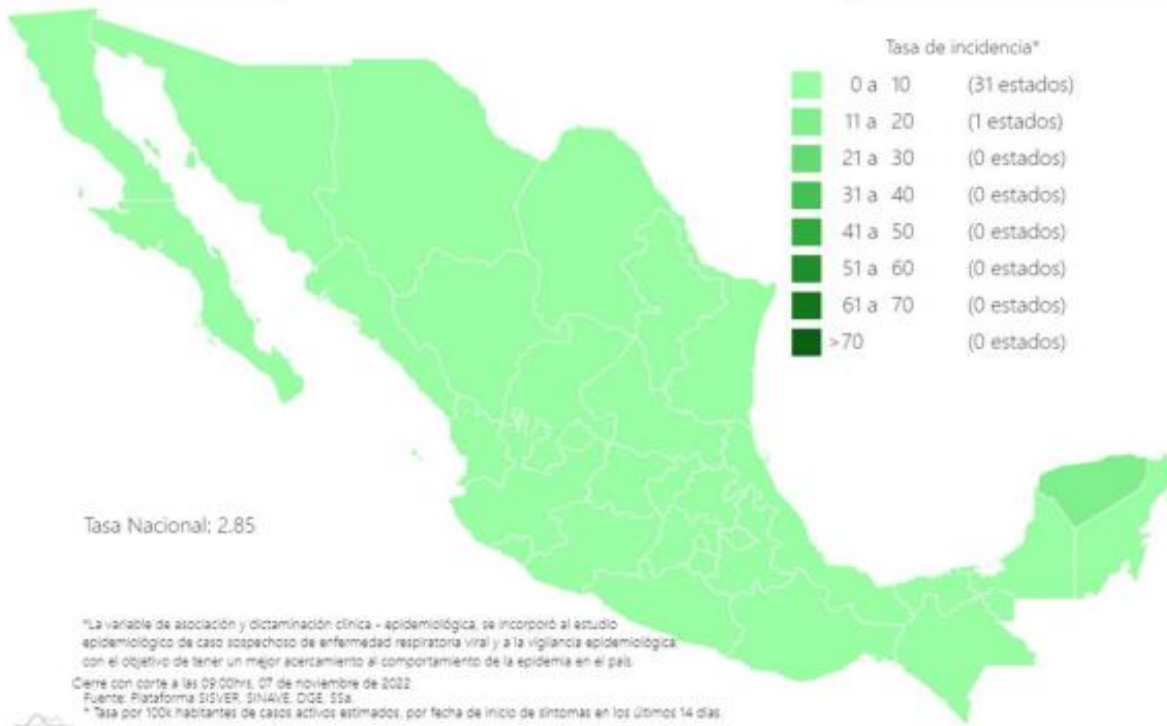 Tasa de incidencia*
0 a 10 (31 estados)
11 a 20 (1 estados)
21 a 30 (0 estados)
31 a 40 (0 estados)
41 a 50 (0 estados)
51 a 60 (0 estados)
61 a 70 (0 estados)
>70 (0 estados)
Tasa Nacional: 2.85
*La variable de asociación y dictaminación clínica - epidemiológica, se incorporó al estudio
epidemiológico de caso sospechoso de enfermedad respiratoria viral y a la vigilancia epidemiológica
con el objetivo de tener un mejor acercamiento al comportamiento de la epidemia en el país.
Cierre con corte a las 09:00hrs, 07 de noviembre de 2022
Fuente: Plataforma SISVER, SINAVE, DGE, SSa.
* Tasa por 100k habitantes de casos activos estimados, por fecha de inicio de síntomas en los últimos 14 días